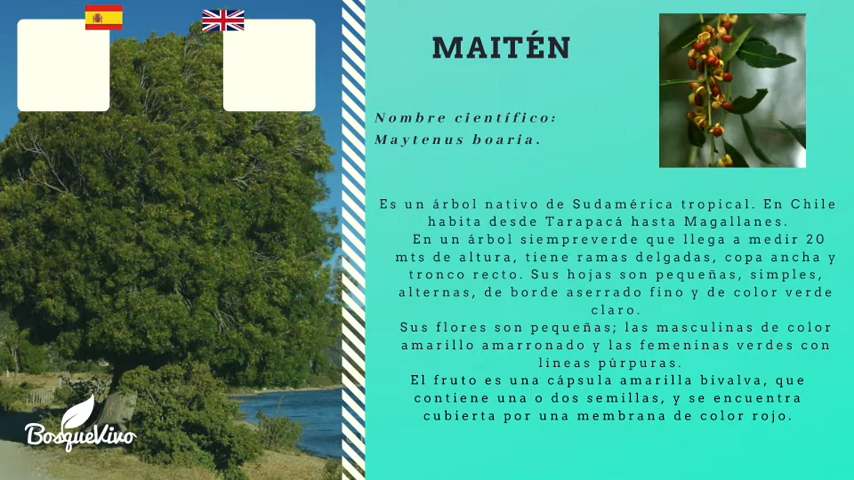 MAITÉN
Nombre científico:
Maytenus boaria.
Es un árbol nativo de Sudamérica tropical. En Chile
habita desde Tarapacá hasta Magallanes.
En un árbol siempreverde que llega a medir 20
mts de altura, tiene ramas delgadas, copa ancha y
tronco recto. Sus hojas son pequeñas, simples,
alternas, de borde aserrado fino y de color verde
claro.
Sus flores son pequeñas; las masculinas de color
amarillo amarronado y las femeninas verdes con
lineas púrpuras.
El fruto es una cápsula amarilla bivalva, que
contiene una o dos semillas, y se encuentra
cubierta por una membrana de color rojo.
BosqueVivo